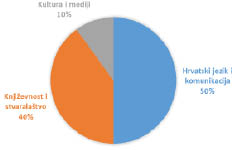 Kultura i mediji
10%
Hrvatski jezik i
komunikacija
50%
Književnost i
stvaralaštvo
40%